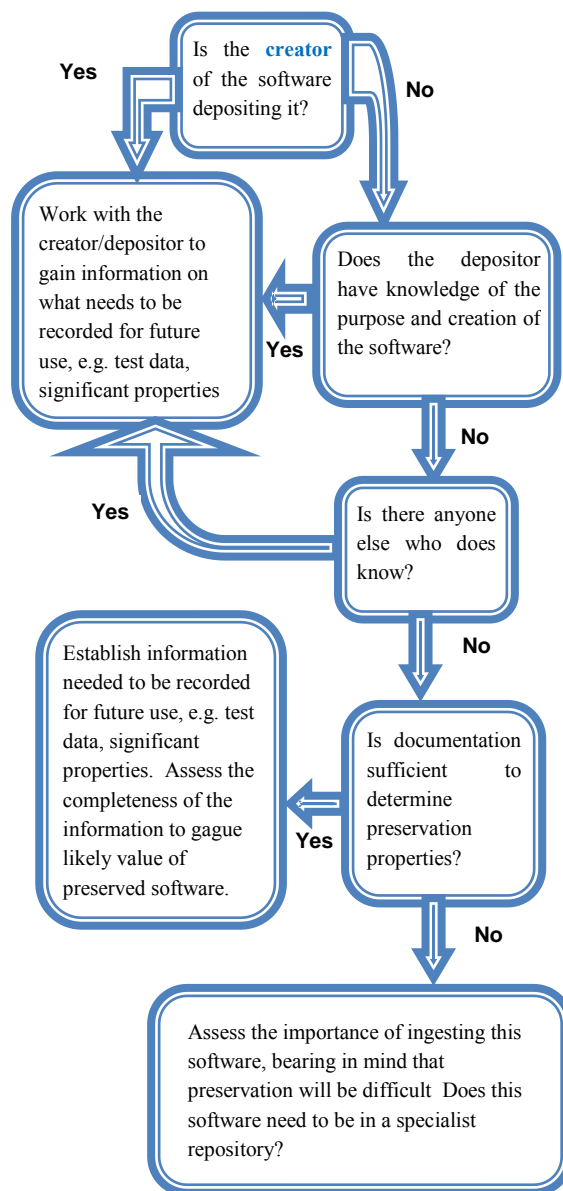 Is the creator
of the software
depositing it?
Yes
No
Work with the
creator/depositor to
gain information on
what needs to be
recorded for future
use, e.g. test data,
significant properties
Does the depositor
have knowledge of the
purpose and creation of
the software?
Yes
No
Is there anyone
else who does
know?
Yes
No
Is documentation
sufficient to
determine
preservation
properties?
Yes
Establish information
needed to be recorded
for future use, e.g. test
data, significant
properties. Assess the
completeness of the
information to gague
likely value of
preserved software.
No
Assess the importance of ingesting this
software, bearing in mind that
preservation will be difficult Does this
software need to be in a specialist
repository?